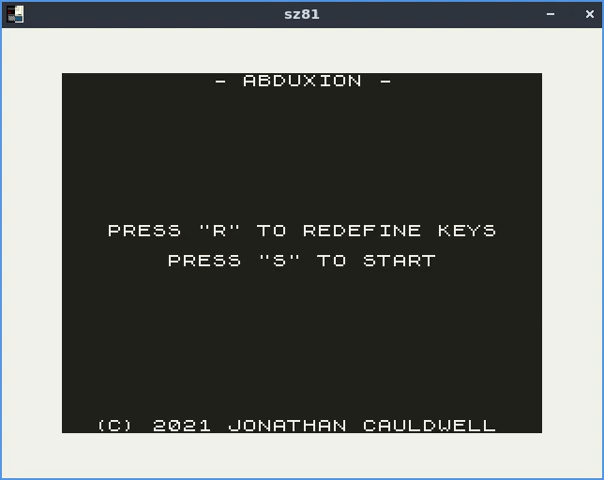 sz81
- ABDUXION -
PRESS "R" TO REDEFINE KEYS
PRESS "S" TO START
(C) 2021 JONATHAN CAULDWELL